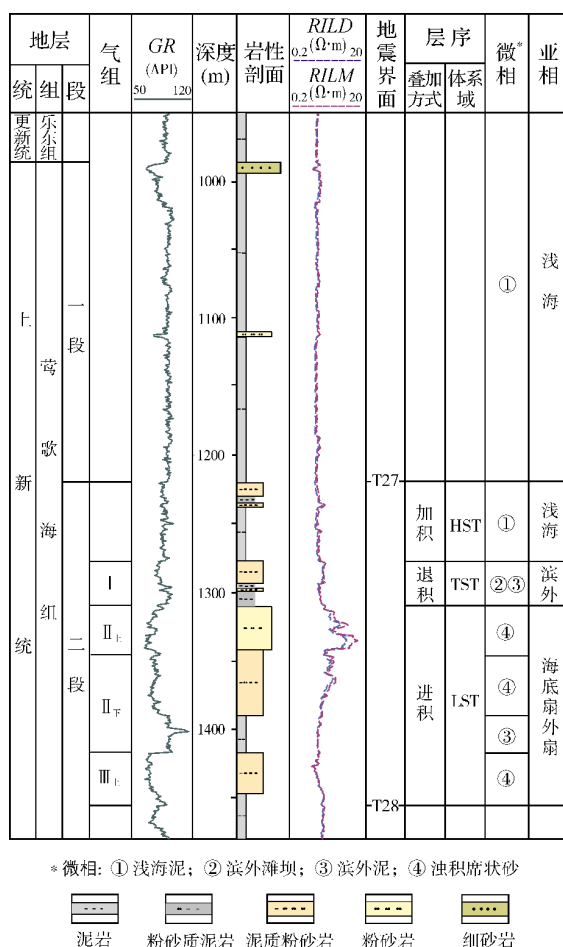 地层
统
组
段
气组
GR
(API)
50 120
深度
(m)
岩性
剖面
RILD
0.2 (Ω·m) 20
RILM
0.2 (Ω·m) 20
地震界面
层序
叠加
方式
体系
域
微相*
亚相
更新统
乐东组
上新统
莺歌海组
一段
二段
Ⅰ
Ⅱ上
Ⅱ下
Ⅲ上
1000
1100
1200
1300
1400
T27
T28
加积
HST
退积
TST
进积
LST
①
①
②③
④
④
③
④
浅海
浅海
滨外
海底扇外扇
*微相: ①浅海泥; ②滨外滩坝; ③滨外泥; ④浊积席状砂
泥岩 粉砂质泥岩 泥质粉砂岩 粉砂岩 细砂岩